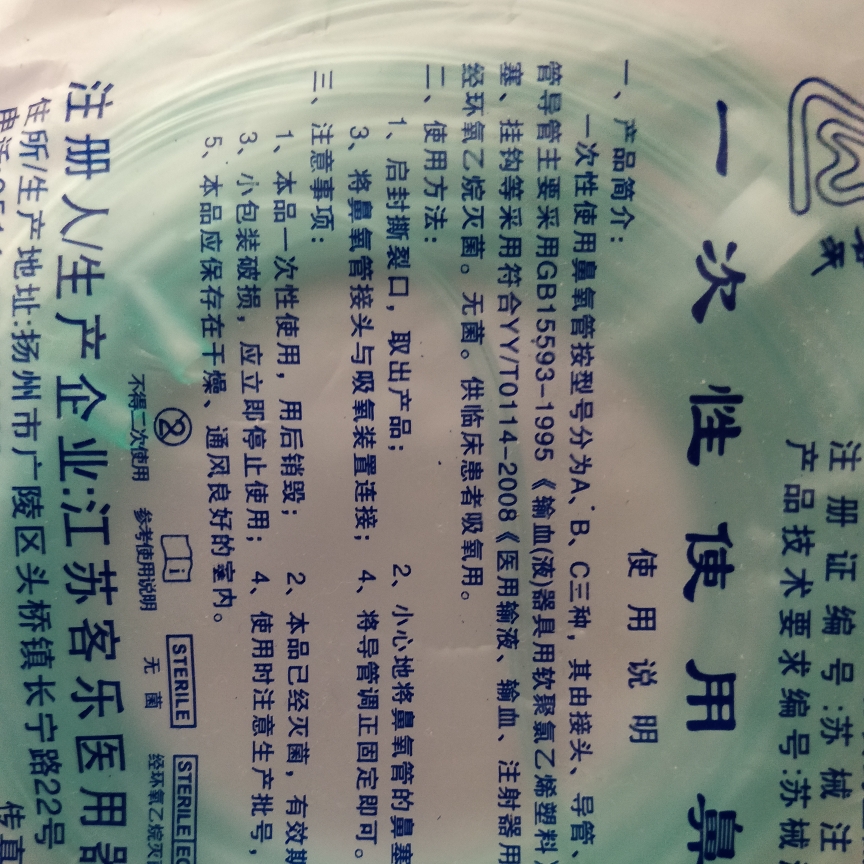 注册证编号:苏械注
产品技术要求编号:苏械
一次性使用鼻
使用说明
一、产品简介:
一次性使用鼻氧管按型号分为A、B、C三种,其由接头、导管、
管导管主要采用GB15593-1995《输血(液)器具用软聚氯乙烯塑料》
塞、挂钩等采用符合YY/T0114-2008《医用输液、输血、注射器用
经环氧乙烷灭菌。无菌。供临床患者吸氧用。
二、使用方法:
1、启封撕裂口,取出产品; 2、小心地将鼻氧管的鼻塞
3、将鼻氧管接头与吸氧装置连接; 4、将导管调正固定即可。
三、注意事项:
1、本品一次性使用,用后销毁; 2、本品已经灭菌,有效期
3、小包装破损,应立即停止使用; 4、使用时注意生产批号,
5、本品应保存在干燥、通风良好的室内。
2 STERILE STERILE EO
不得二次使用 参考使用说明 无菌 经环氧乙烷灭菌
注册人/生产企业:江苏客乐医用器
住所/生产地址:扬州市广陵区头桥镇长宁路22号
传真